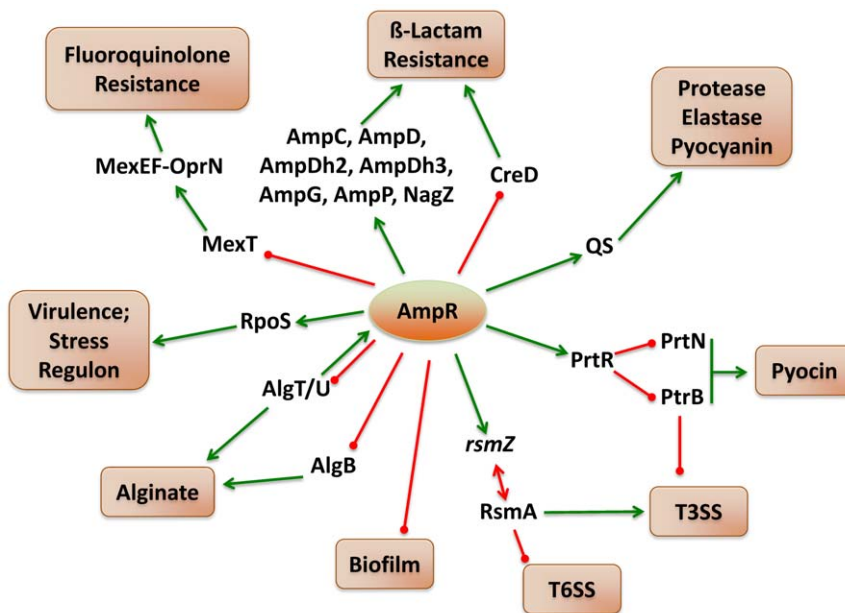 ß-Lactam
Resistance
Fluoroquinolone
Resistance
Protease
Elastase
Pyocyanin
AmpC, AmpD,
AmpDh2, AmpDh3,
AmpG, AmpP, NagZ
MexEF-OprN
CreD
MexT
QS
AmpR
Virulence;
Stress
Regulon
RpoS
PrtR
PrtN
PtrB
Pyocin
AlgT/U
rsmZ
AlgB
Alginate
RsmA
T3SS
Biofilm
T6SS